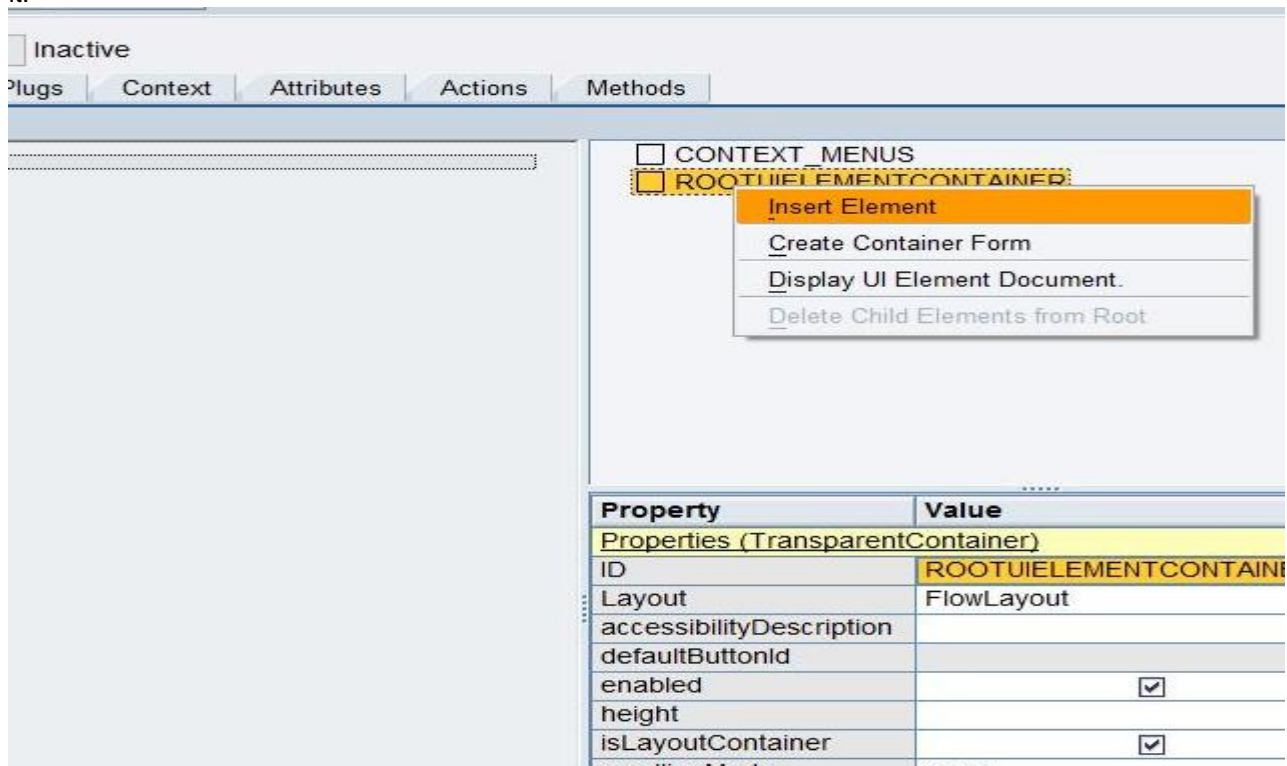 Inactive
Plugs Context Attributes Actions Methods
CONTEXT_MENUS
ROOTUIELEMENTCONTAINER
Insert Element
Create Container Form
Display UI Element Document.
Delete Child Elements from Root
Property Value
Properties (TransparentContainer)
ID ROOTUIELEMENTCONTAINE
Layout FlowLayout
accessibilityDescription
defaultButtonId
enabled
height
isLayoutContainer